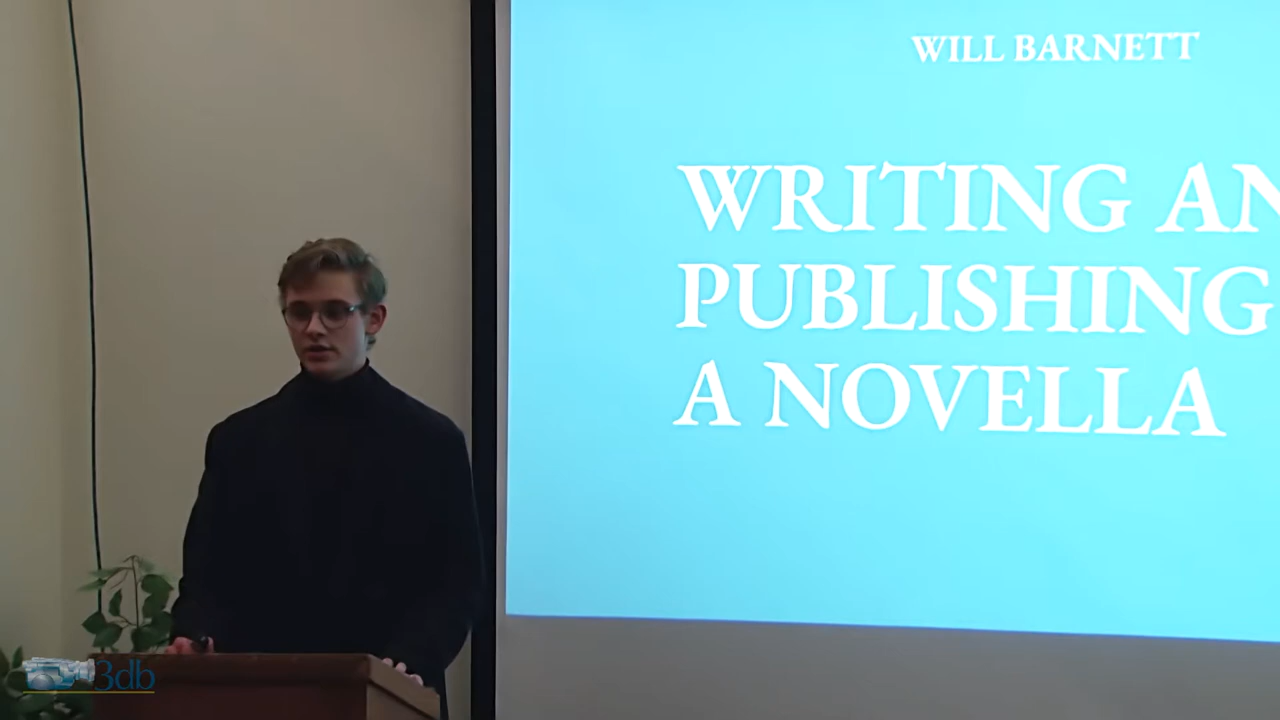 WILL BARNETT
WRITING AN
PUBLISHING
A NOVELLA
3db